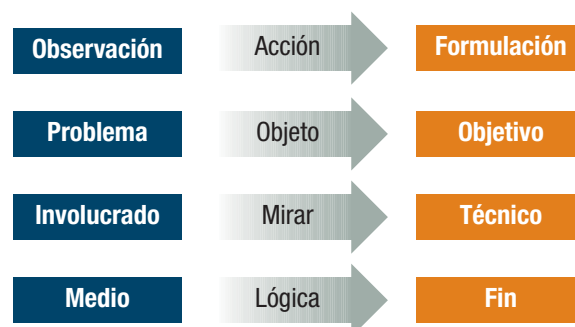 Observación Acción Formulación
Problema Objeto Objetivo
Involucrado Mirar Técnico
Medio Lógica Fin